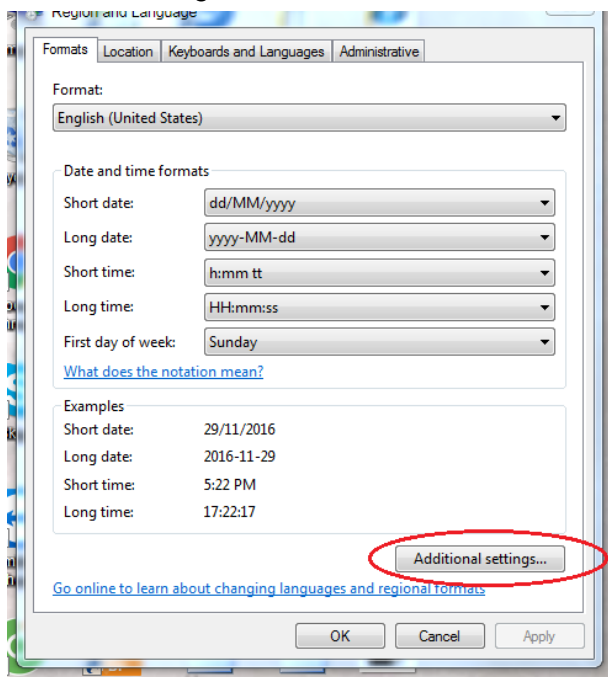 Region and Language
Formats Location Keyboards and Languages Administrative
Format:
English (United States)
Date and time formats
Short date: dd/MM/yyyy
Long date: yyyy-MM-dd
Short time: h:mm tt
Long time: HH:mm:ss
First day of week: Sunday
What does the notation mean?
Examples
Short date: 29/11/2016
Long date: 2016-11-29
Short time: 5:22 PM
Long time: 17:22:17
Additional settings...
Go online to learn about changing languages and regional formats
OK Cancel Apply